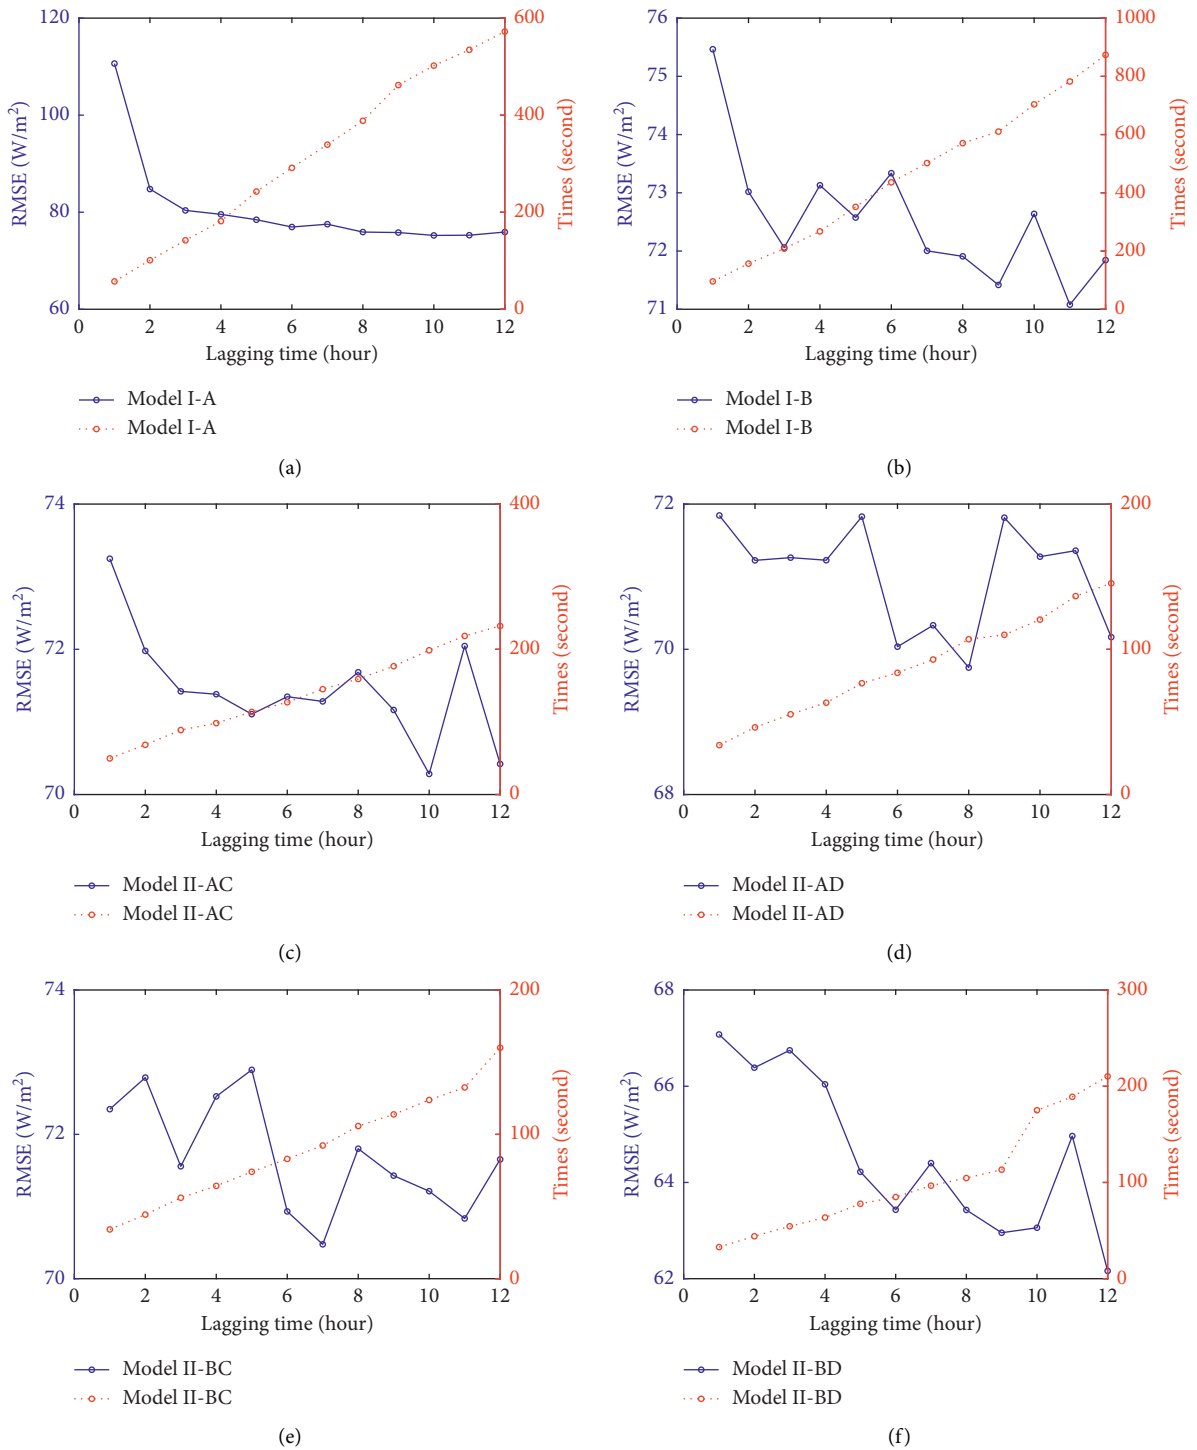 120
100
80
60
RMSE (W/m2)
600
400
200
0
Times (second)
0 2 4 6 8 10 12
Lagging time (hour)
Model I-A
Model I-A
(a)
76
75
74
73
72
71
RMSE (W/m2)
1000
800
600
400
200
0
Times (second)
0 2 4 6 8 10 12
Lagging time (hour)
Model I-B
Model I-B
(b)
74
72
70
RMSE (W/m2)
400
300
200
100
0
Times (second)
0 2 4 6 8 10 12
Lagging time (hour)
Model II-AC
Model II-AC
(c)
72
70
68
RMSE (W/m2)
200
100
0
Times (second)
0 2 4 6 8 10 12
Lagging time (hour)
Model II-AD
Model II-AD
(d)
74
72
70
RMSE (W/m2)
200
100
0
Times (second)
0 2 4 6 8 10 12
Lagging time (hour)
Model II-BC
Model II-BC
(e)
68
66
64
62
RMSE (W/m2)
300
200
100
0
Times (second)
0 2 4 6 8 10 12
Lagging time (hour)
Model II-BD
Model II-BD
(f)